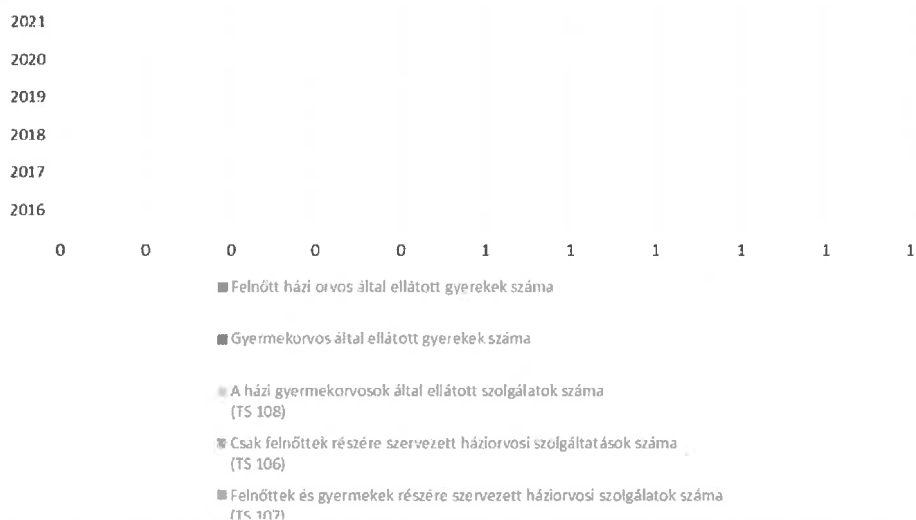 2021
2020
2019
2018
2017
2016
0 0 0 0 0 1 1 1 1 1 1
Felnőtt házi orvos által ellátott gyerekek száma
Gyermekorvos által ellátott gyerekek száma
A házi gyermekorvosok által ellátott szolgálatok száma
(TS 108)
Csak felnőttek részére szervezett háziorvosi szolgáltatások száma
(TS 106)
Felnőttek és gyermekek részére szervezett háziorvosi szolgálatok száma
(TS 107)